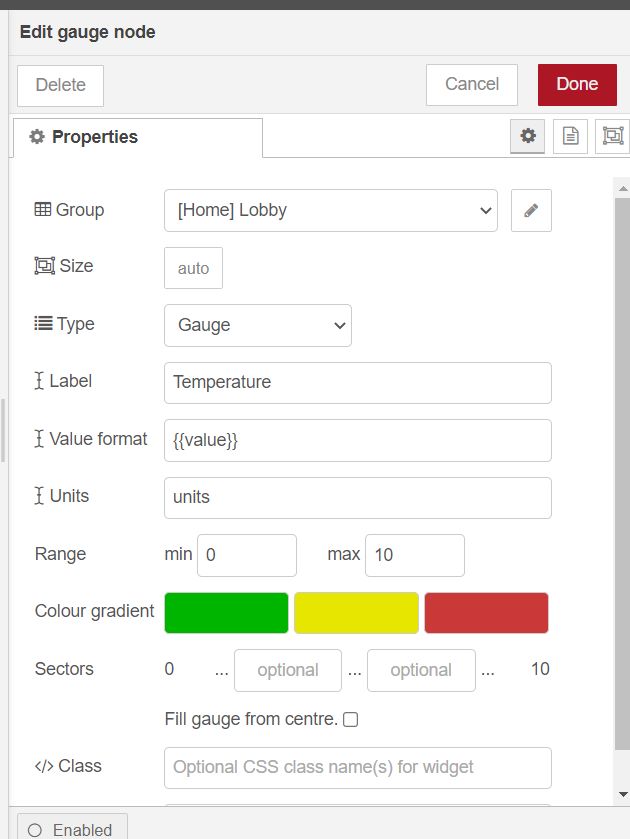 Edit gauge node
Delete Cancel Done
Properties
Group [Home] Lobby
Size auto
Type Gauge
Label Temperature
Value format {{value}}
Units units
Range min 0 max 10
Colour gradient
Sectors 0 ... optional ... optional ... 10
Fill gauge from centre.
</> Class Optional CSS class name(s) for widget
Enabled